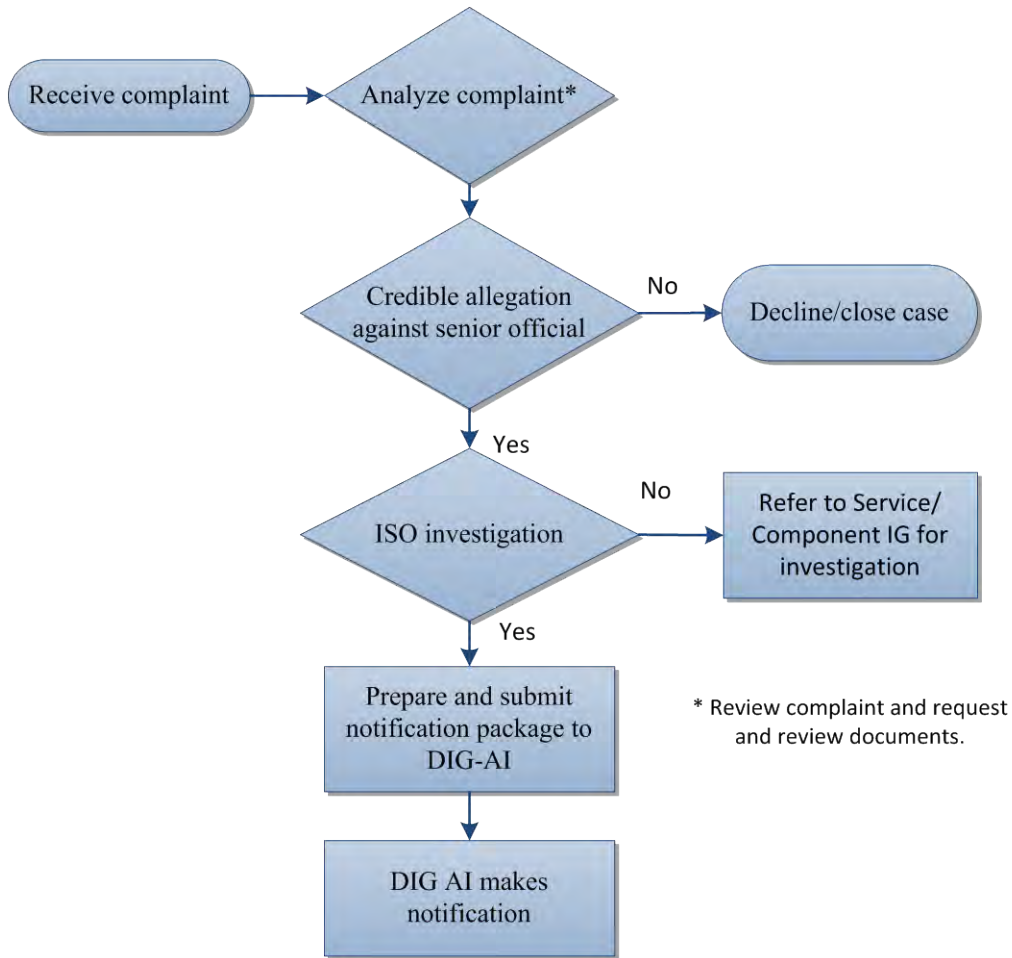 Receive complaint
Analyze complaint*
Credible allegation
against senior official
No
Decline/close case
Yes
ISO investigation
No
Refer to Service/
Component IG for
investigation
Yes
Prepare and submit
notification package to
DIG-AI
* Review complaint and request
and review documents.
DIG AI makes
notification